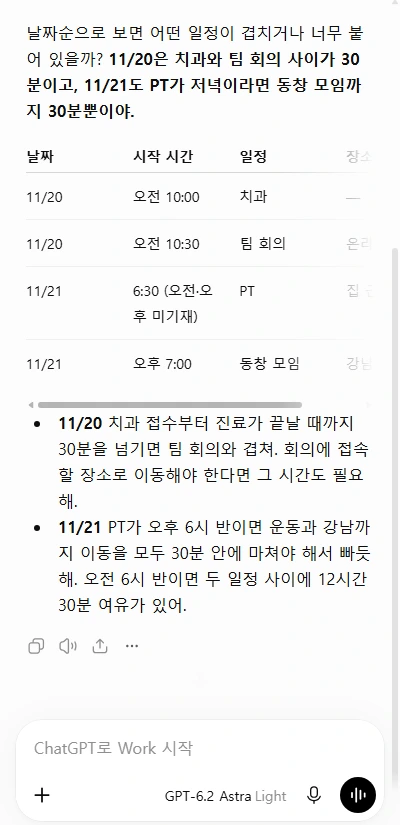 날짜순으로 보면 어떤 일정이 겹치거나 너무 붙
어 있을까? 11/20은 치과와 팀 회의 사이가 30
분이고, 11/21도 PT가 저녁이라면 동창 모임까
지 30분뿐이야.
날짜 시작 시간 일정 장소
11/20 오전 10:00 치과 —
11/20 오전 10:30 팀 회의
11/21 6:30 (오전·오 PT 집
후 미기재)
11/21 오후 7:00 동창 모임 강남
• 11/20 치과 접수부터 진료가 끝날 때까지
30분을 넘기면 팀 회의와 겹쳐. 회의에 접속
할 장소로 이동해야 한다면 그 시간도 필요
해.
• 11/21 PT가 오후 6시 반이면 운동과 강남까
지 이동을 모두 30분 안에 마쳐야 해서 빠듯
해. 오전 6시 반이면 두 일정 사이에 12시간
30분 여유가 있어.
ChatGPT로 Work 시작
GPT-6.2 Astra Light